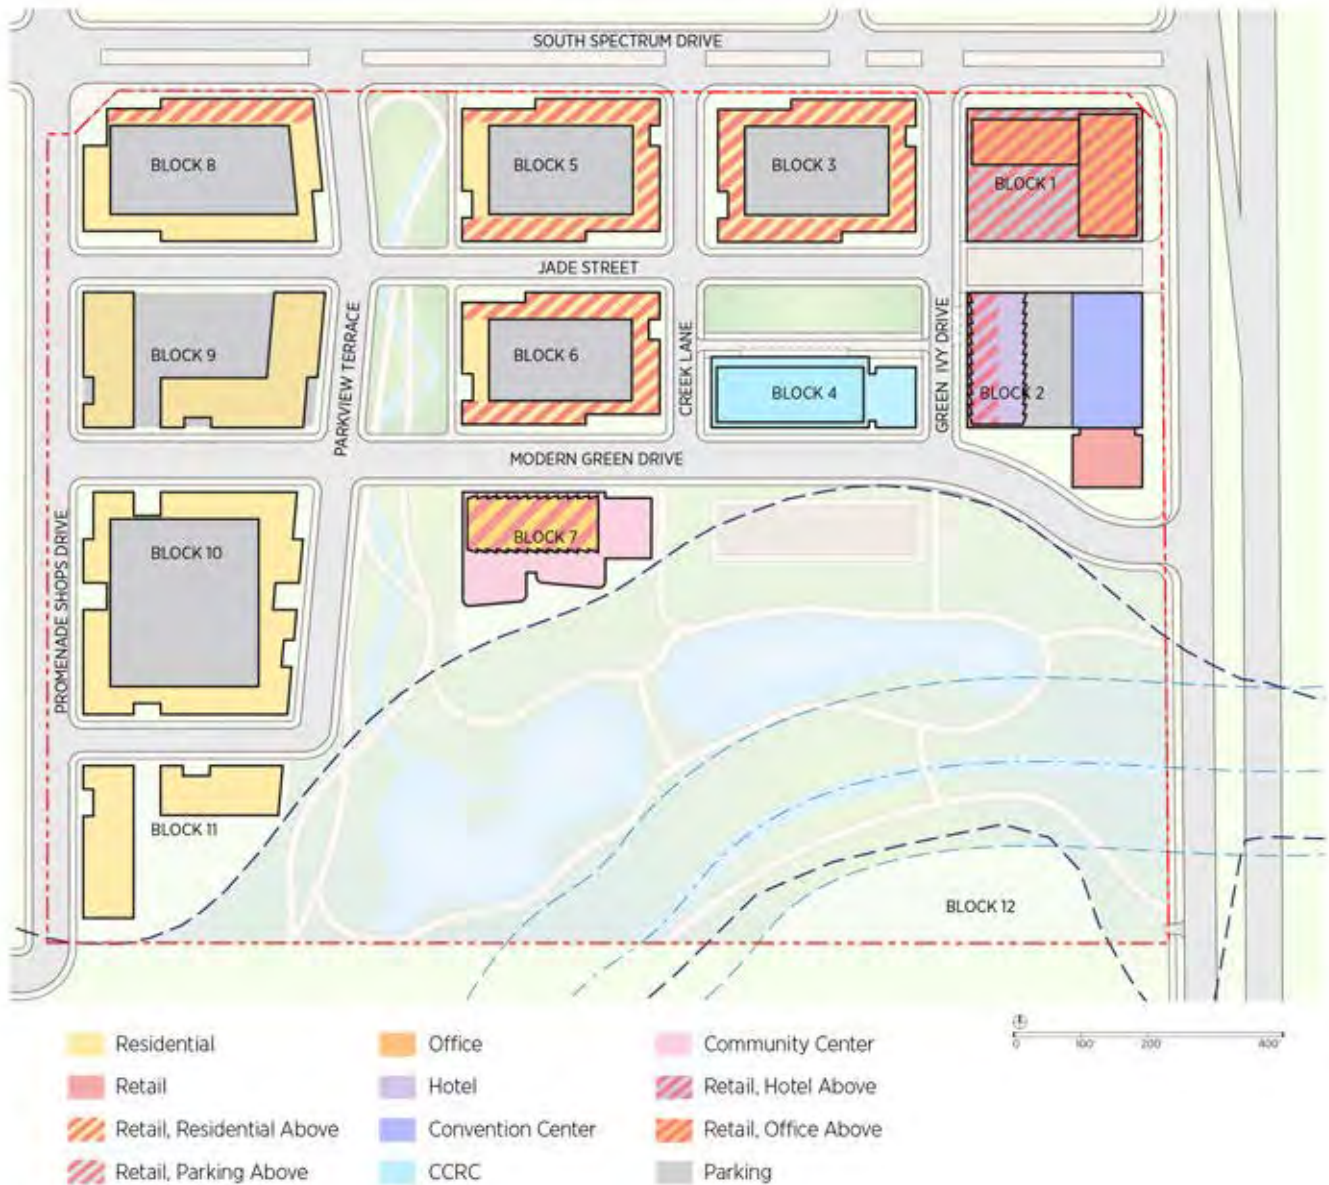 SOUTH SPECTRUM DRIVE
BLOCK 8
BLOCK 5
BLOCK 3
BLOCK 1
JADE STREET
PARKVIEW TERRACE
CREEK LANE
GREEN IVY DRIVE
BLOCK 9
BLOCK 6
BLOCK 4
BLOCK 2
MODERN GREEN DRIVE
PROMENADE SHOPS DRIVE
BLOCK 10
BLOCK 7
BLOCK 11
BLOCK 12
Residential
Office
Community Center
0 100' 200 400'
Retail
Hotel
Retail, Hotel Above
Retail, Residential Above
Convention Center
Retail, Office Above
Retail, Parking Above
CCRC
Parking